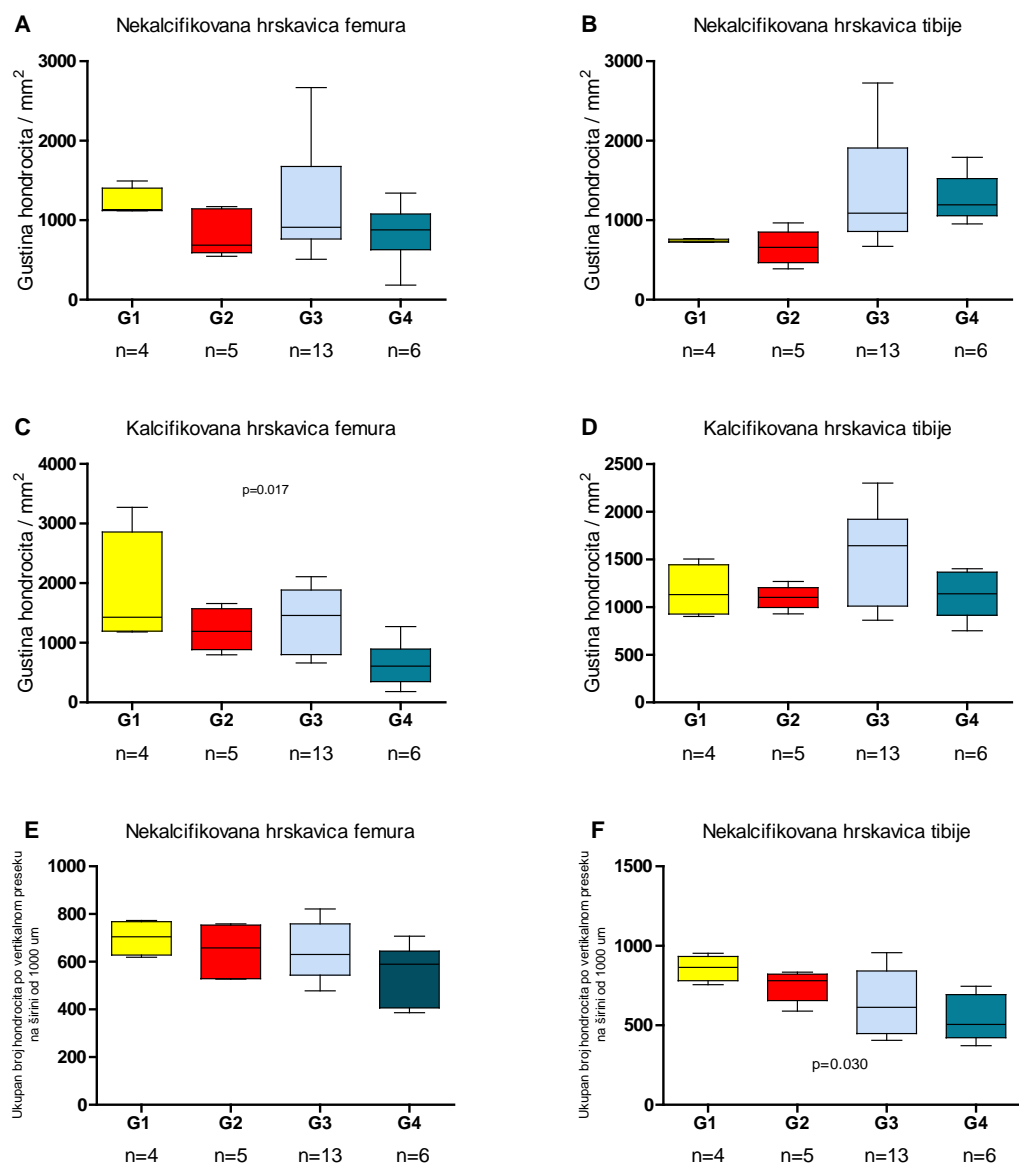 A Nekalcifikovana hrskavica femura
Gustina hondrocita / mm²
3000
2000
1000
0
G1 G2 G3 G4
n=4 n=5 n=13 n=6
B Nekalcifikovana hrskavica tibije
Gustina hondrocita / mm²
3000
2000
1000
0
G1 G2 G3 G4
n=4 n=5 n=13 n=6
C Kalcifikovana hrskavica femura
Gustina hondrocita / mm²
4000
3000
2000
1000
0
p=0.017
G1 G2 G3 G4
n=4 n=5 n=13 n=6
D Kalcifikovana hrskavica tibije
Gustina hondrocita / mm²
2500
2000
1500
1000
500
0
G1 G2 G3 G4
n=4 n=5 n=13 n=6
E Nekalcifikovana hrskavica femura
Ukupan broj hondrocita po vertikalnom preseku
na širini od 1000 um
1000
800
600
400
200
0
G1 G2 G3 G4
n=4 n=5 n=13 n=6
F Nekalcifikovana hrskavica tibije
Ukupan broj hondrocita po vertikalnom preseku
na širini od 1000 um
1500
1000
500
0
p=0.030
G1 G2 G3 G4
n=4 n=5 n=13 n=6